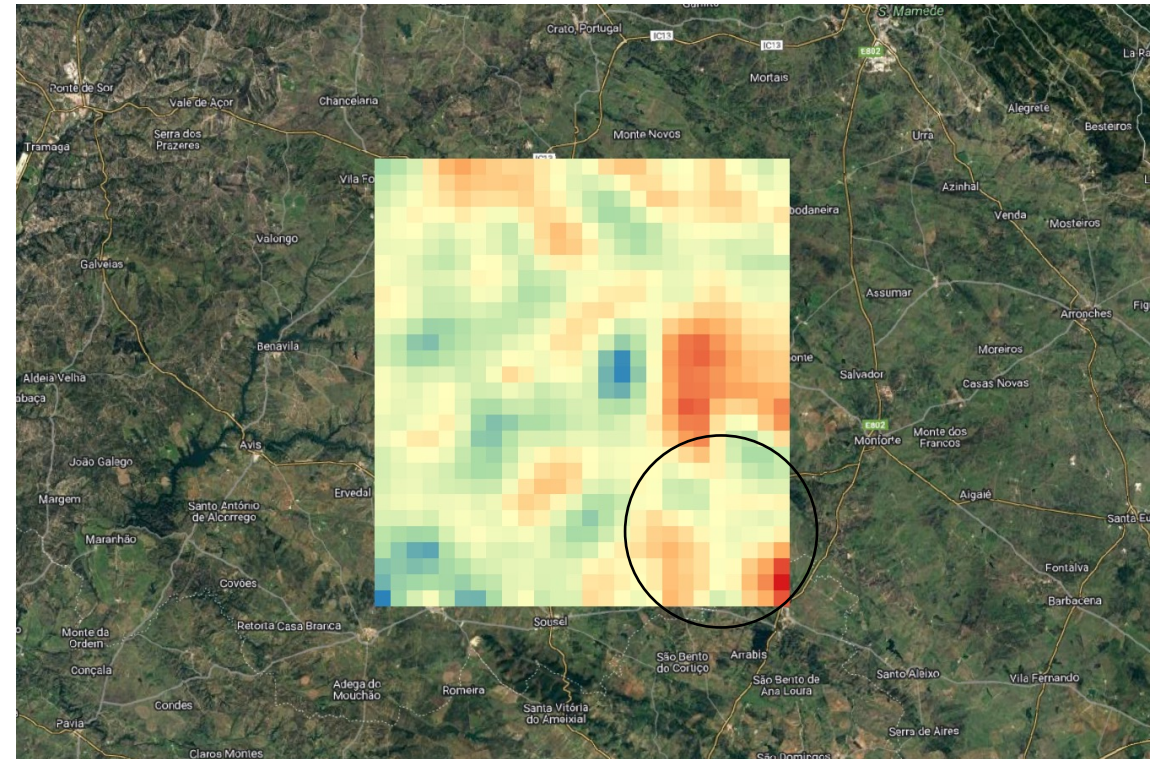 S. Mamede
Crato, Portugal
IC13
IC13
E802
Ponte de Sor
Mortais
Vale de Açor
Chancelaria
Alegrete
Serra dos
Prazeres
Monte Novos
Besteiros
Urra
Tramaga
IC13
Vila Fo
Azinhal
bodaneira
Venda
Mosteiros
Valongo
Galveias
Assumar
Arronches
Benavila
Moreiros
onte
Salvador
Aldeia Velha
Casas Novas
abaça
E802
Monte dos
Francos
Monforte
Avis
João Galego
Margem
Ervedal
Santo António
de Alcorrego
Santa Eu
Maranhão
Fontalva
Covões
Barbacena
Sousel
Retorta Casa Branca
Monte da
Ordem
Arrabis
São Bento
do Cortiço
Conçala
Santo Aleixo
Vila Fernando
Adega do
Mouchão
Romeira
São Bento de
Ana Loura
Condes
Santa Vitória
do Ameixial
Pavia
Serra de Aires
Claros Montes
São Domingos